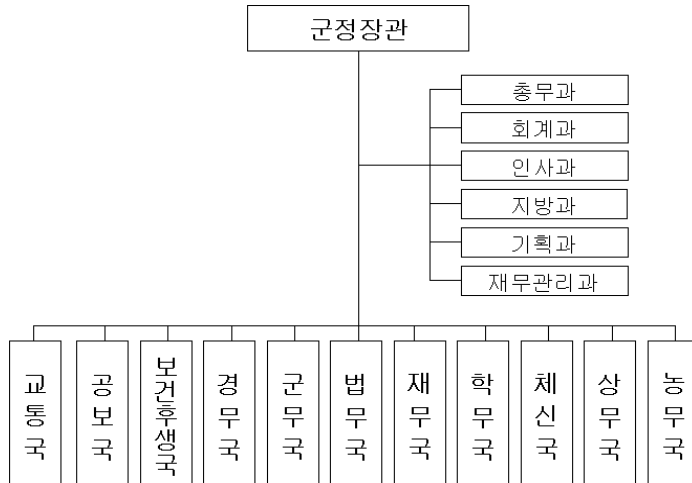 군정장관
총무과
회계과
인사과
지방과
기획과
재무관리과
교통국
공보국
보건후생국
경무국
군무국
법무국
재무국
학무국
체신국
상무국
농무국